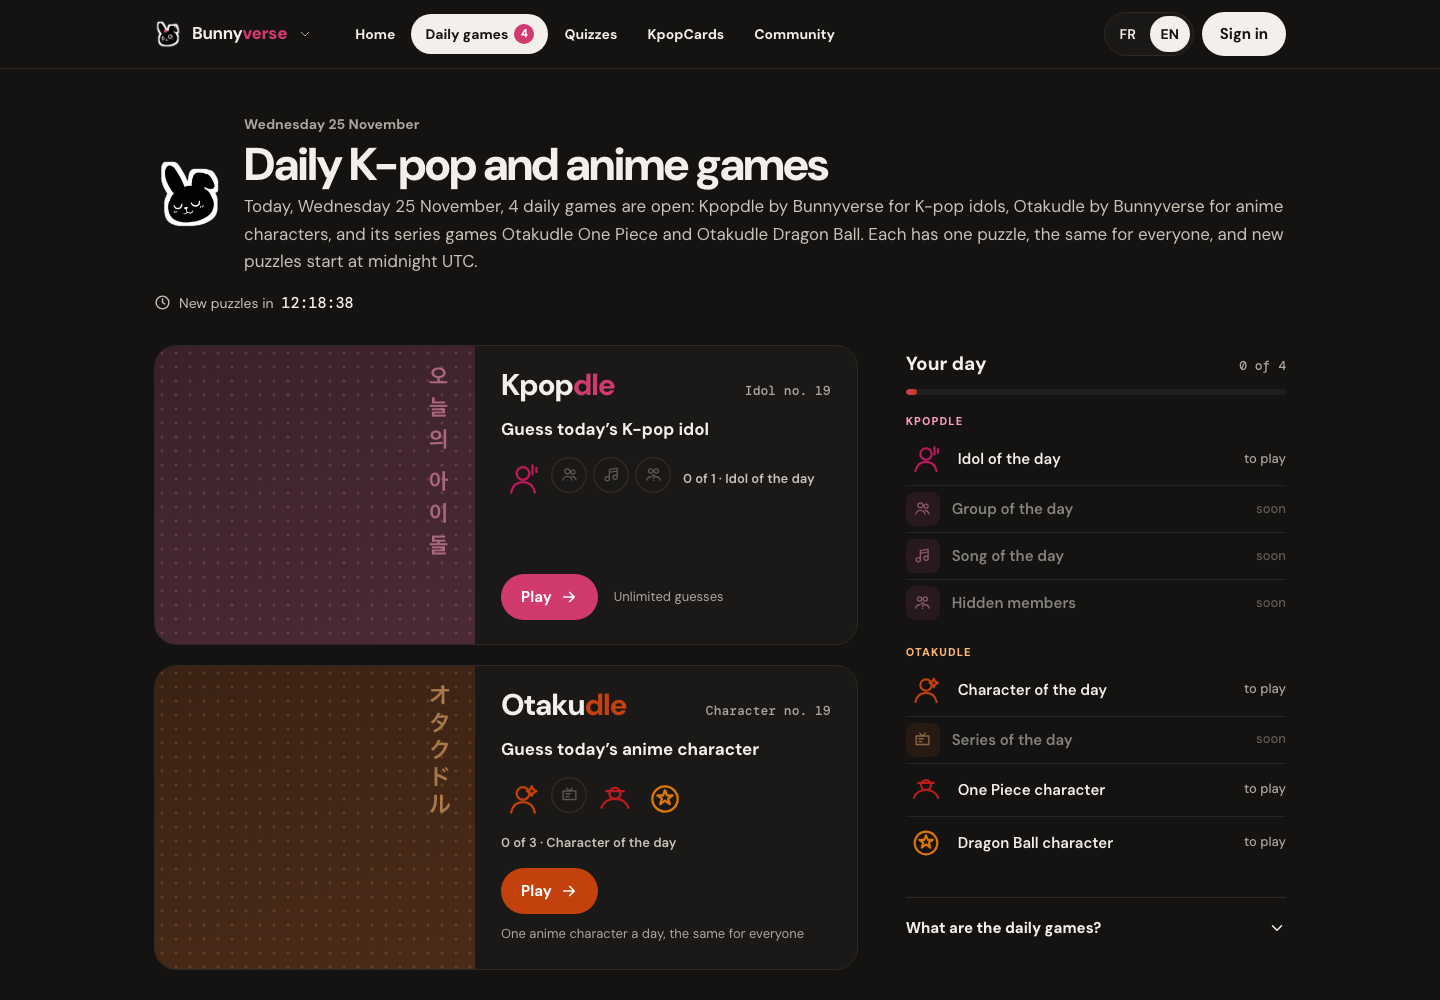 Bunnyverse
Home
Daily games 4
Quizzes
KpopCards
Community
FR
EN
Sign in
Wednesday 25 November
Daily K-pop and anime games
Today, Wednesday 25 November, 4 daily games are open: Kpopdle by Bunnyverse for K-pop idols, Otakudle by Bunnyverse for anime
characters, and its series games Otakudle One Piece and Otakudle Dragon Ball. Each has one puzzle, the same for everyone, and new
puzzles start at midnight UTC.
New puzzles in 12:18:38
오늘의 아이돌
Kpopdle
Idol no. 19
Guess today's K-pop idol
0 of 1 · Idol of the day
Play →
Unlimited guesses
オタクドル
Otakudle
Character no. 19
Guess today's anime character
0 of 3 · Character of the day
Play →
One anime character a day, the same for everyone
Your day
0 of 4
KPOPDLE
Idol of the day
to play
Group of the day
soon
Song of the day
soon
Hidden members
soon
OTAKUDLE
Character of the day
to play
Series of the day
soon
One Piece character
to play
Dragon Ball character
to play
What are the daily games?